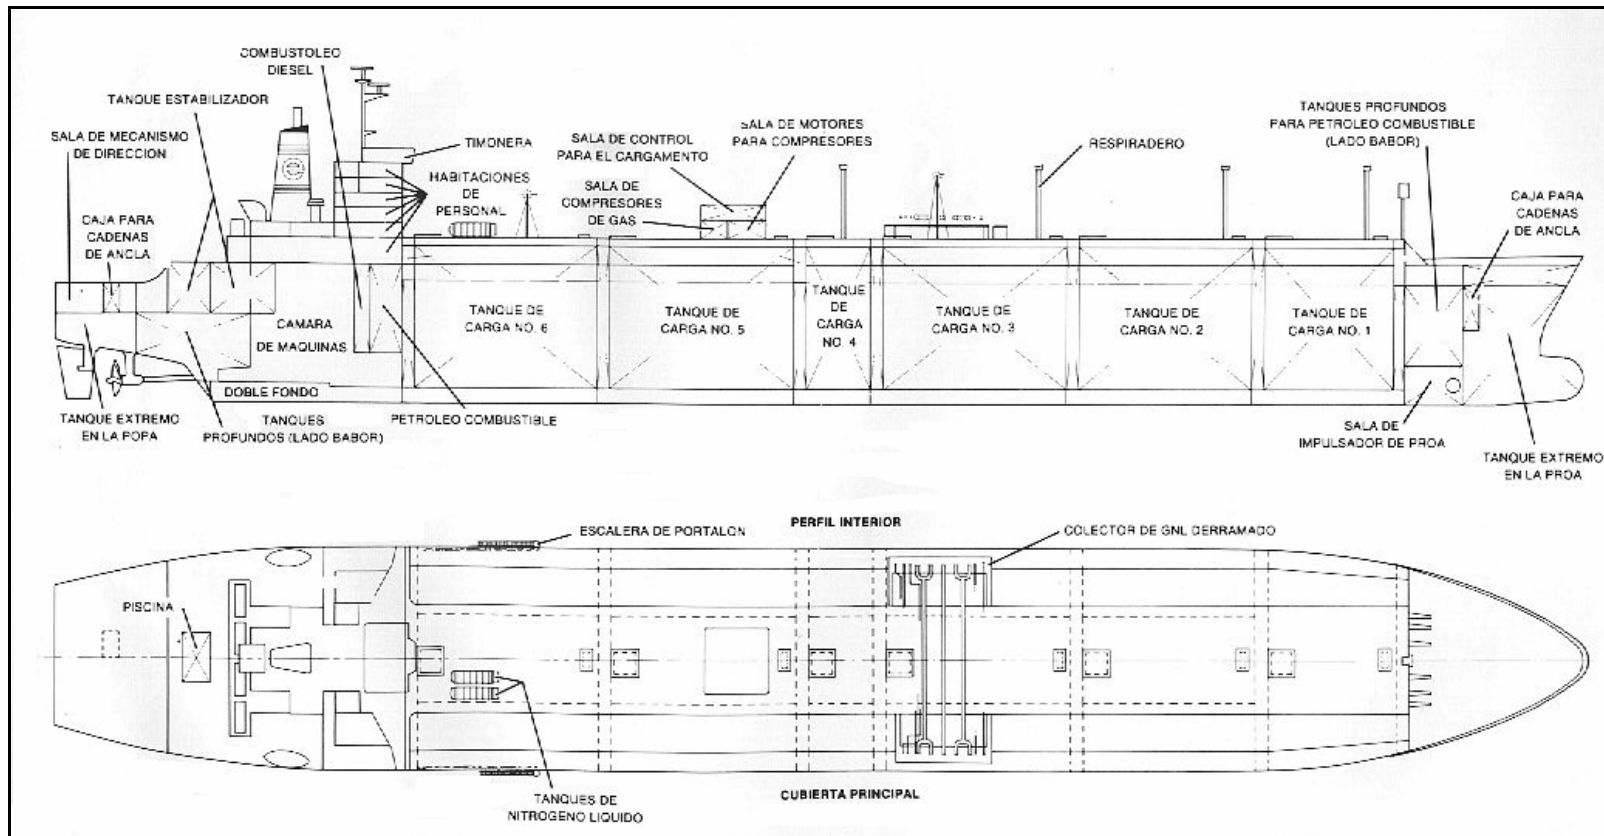 COMBUSTOLEO
DIESEL
TANQUE ESTABILIZADOR
SALA DE MECANISMO
DE DIRECCION
CAJA PARA
CADENAS
DE ANCLA
TIMONERA
HABITACIONES
DE
PERSONAL
SALA DE CONTROL
PARA EL CARGAMENTO
SALA DE MOTORES
PARA COMPRESORES
SALA DE
COMPRESORES
DE GAS
RESPIRADERO
TANQUES PROFUNDOS
PARA PETROLEO COMBUSTIBLE
(LADO BABOR)
CAJA PARA
CADENAS
DE ANCLA
CAMARA
DE MAQUINAS
TANQUE DE
CARGA NO. 6
TANQUE DE
CARGA NO. 5
TANQUE
DE
CARGA
NO. 4
TANQUE DE
CARGA NO. 3
TANQUE DE
CARGA NO. 2
TANQUE DE
CARGA NO. 1
DOBLE FONDO
TANQUE EXTREMO
EN LA POPA
TANQUES
PROFUNDOS (LADO BABOR)
PETROLEO COMBUSTIBLE
SALA DE
IMPULSADOR DE PROA
TANQUE EXTREMO
EN LA PROA
PERFIL INTERIOR
ESCALERA DE PORTALON
COLECTOR DE GNL DERRAMADO
PISCINA
TANQUES DE
NITROGENO LIQUIDO
CUBIERTA PRINCIPAL